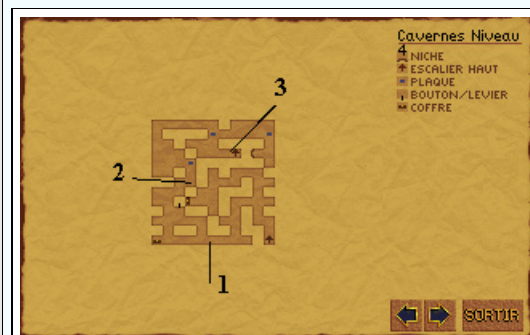 Cavernes Niveau
4
NICHE
ESCALIER HAUT
PLAQUE
BOUTON/LEVIER
COFFRE
3
2
1
SORTIR